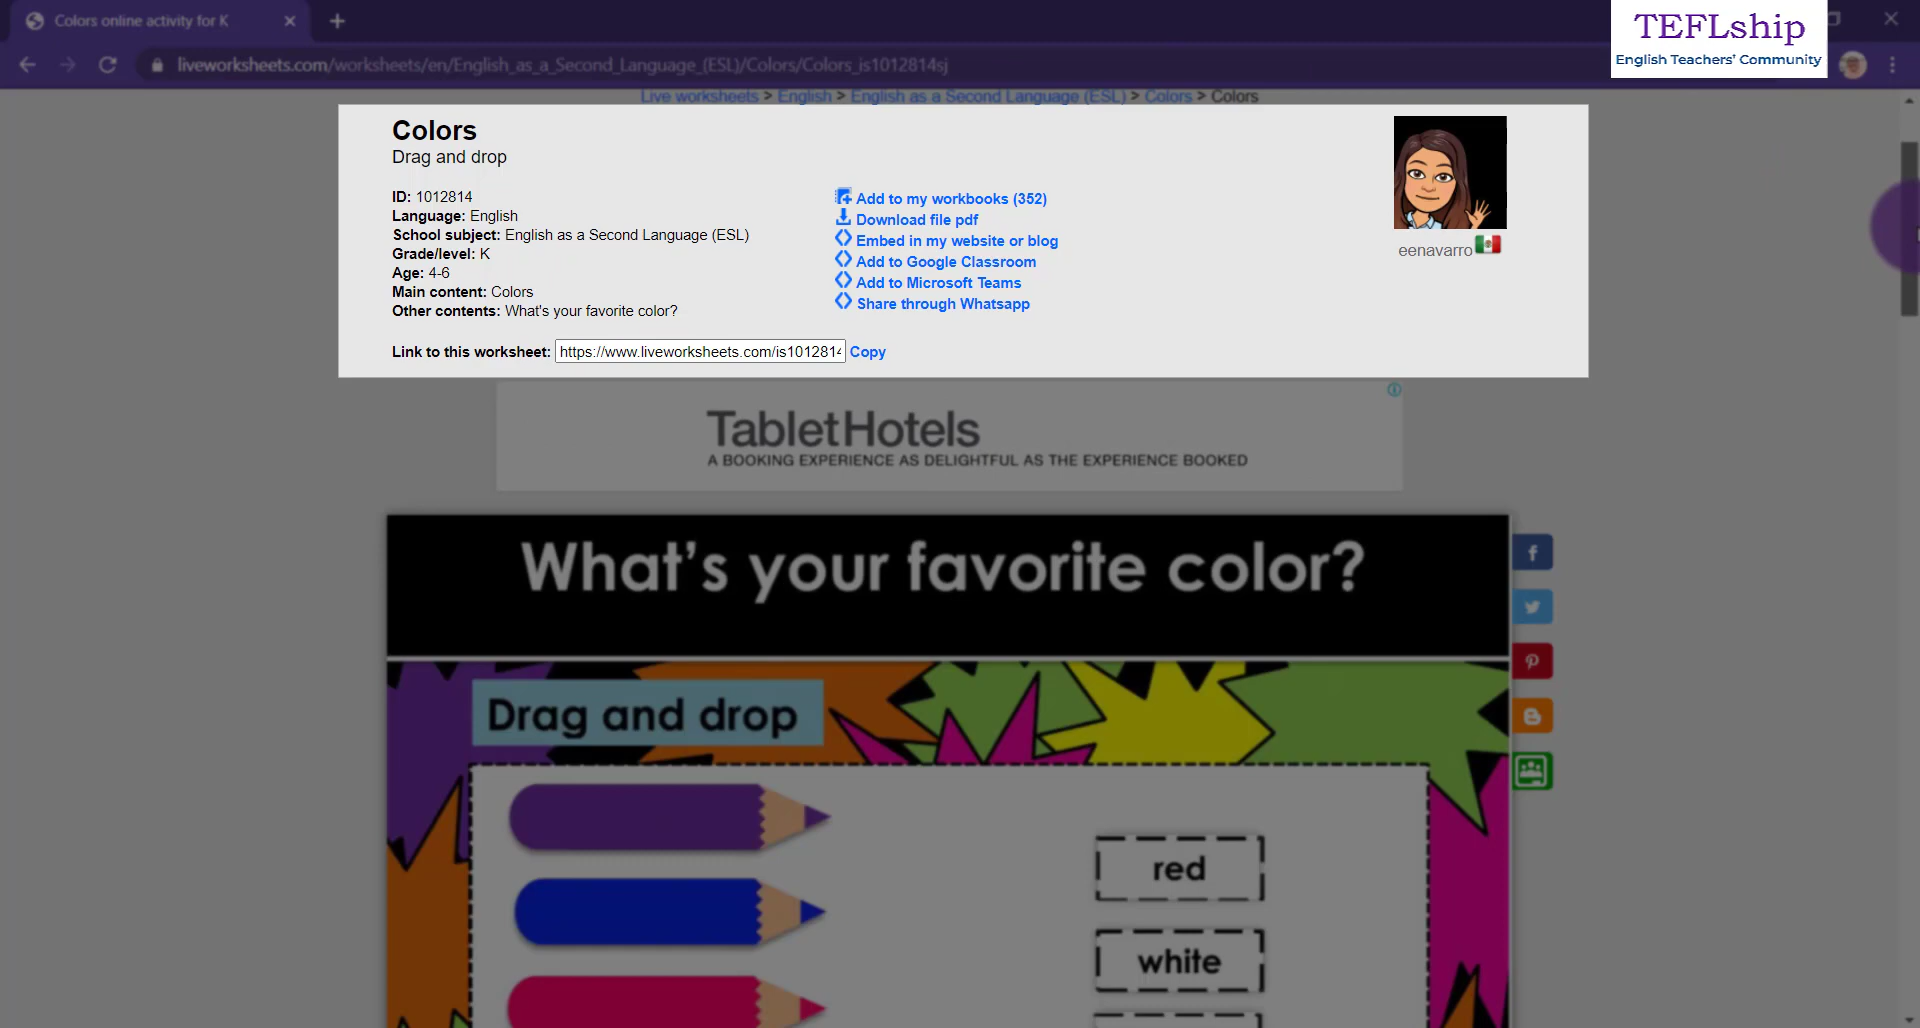 Colors online activity for K
TEFLship
English Teachers' Community
liveworksheets.com/worksheets/en/English_as_a_Second_Language_(ESL)/Colors/Colors_is1012814sj
Live worksheets > English > English as a Second Language (ESL) > Colors > Colors
Colors
Drag and drop
ID: 1012814
Language: English
School subject: English as a Second Language (ESL)
Grade/level: K
Age: 4-6
Main content: Colors
Other contents: What's your favorite color?
Add to my workbooks (352)
Download file pdf
Embed in my website or blog
Add to Google Classroom
Add to Microsoft Teams
Share through Whatsapp
eenavarro
Link to this worksheet: https://www.liveworksheets.com/is101281 Copy
TabletHotels
A BOOKING EXPERIENCE AS DELIGHTFUL AS THE EXPERIENCE BOOKED
What's your favorite color?
Drag and drop
red
white